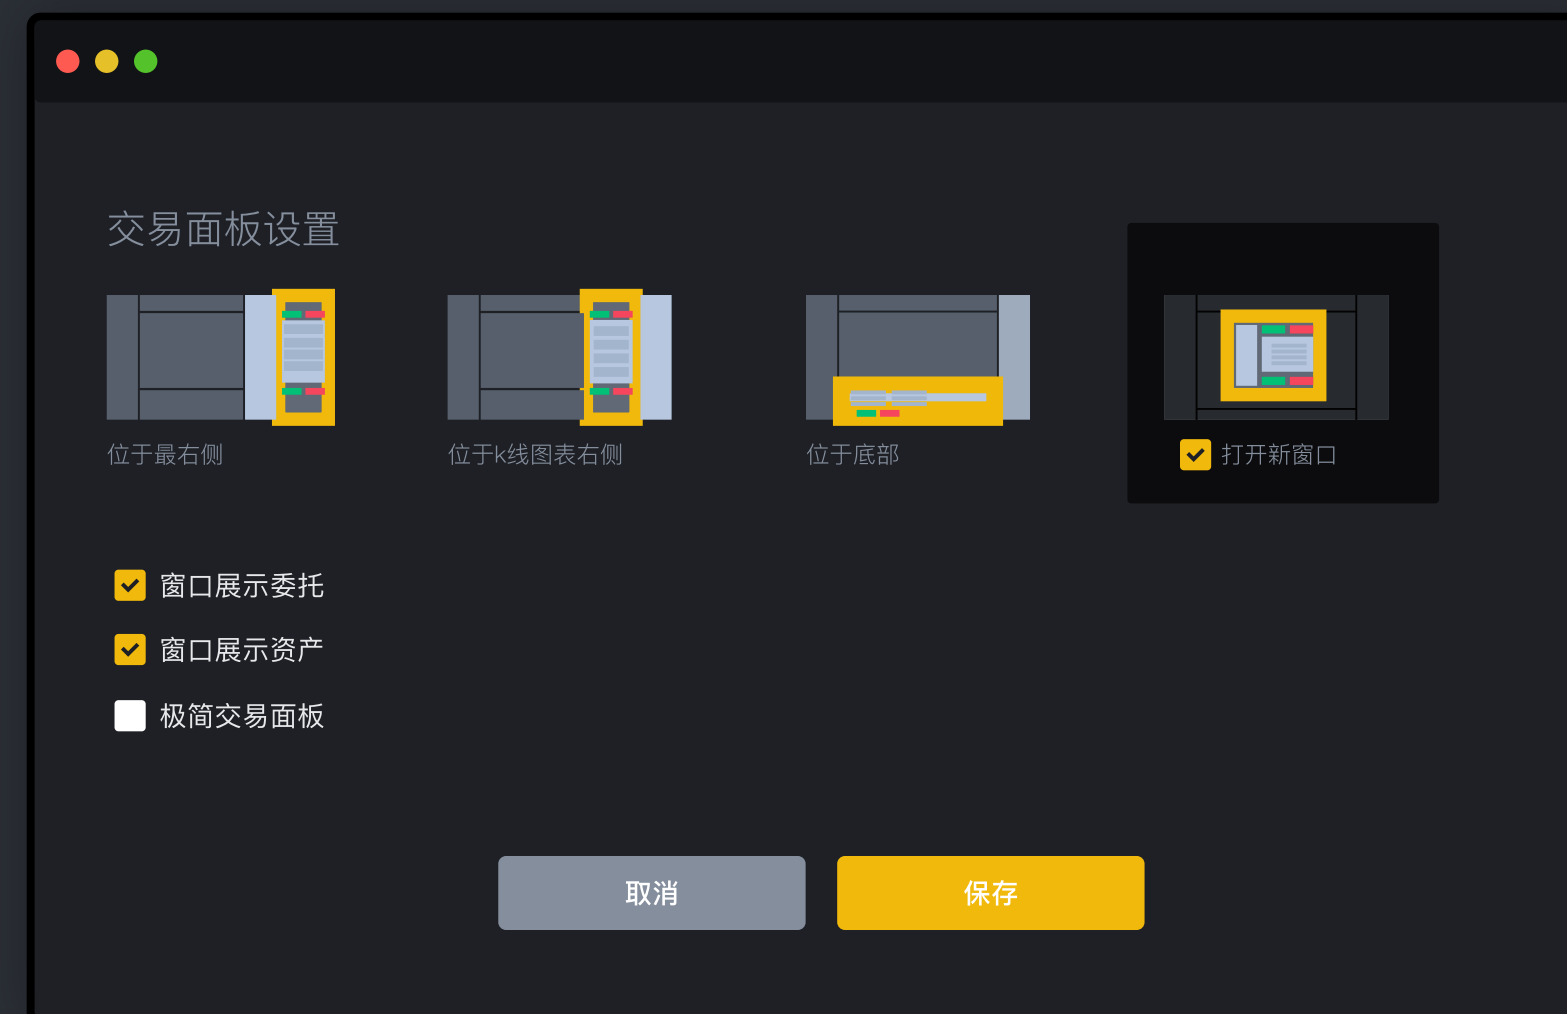 交易面板设置
位于最右侧
位于k线图表右侧
位于底部
打开新窗口
窗口展示委托
窗口展示资产
极简交易面板
取消
保存